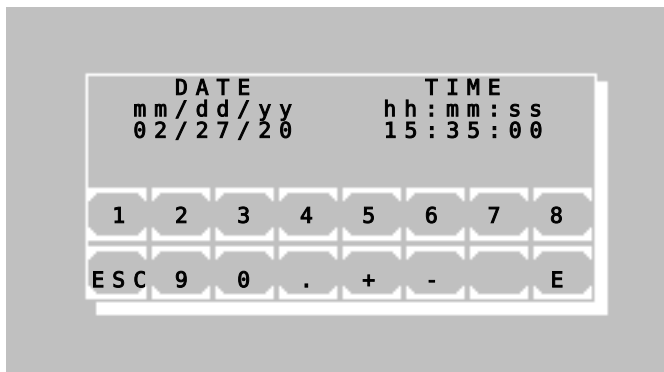 DATE TIME
mm/dd/yy hh:mm:ss
02/27/20 15:35:00
1 2 3 4 5 6 7 8
ESC 9 0 . + - E